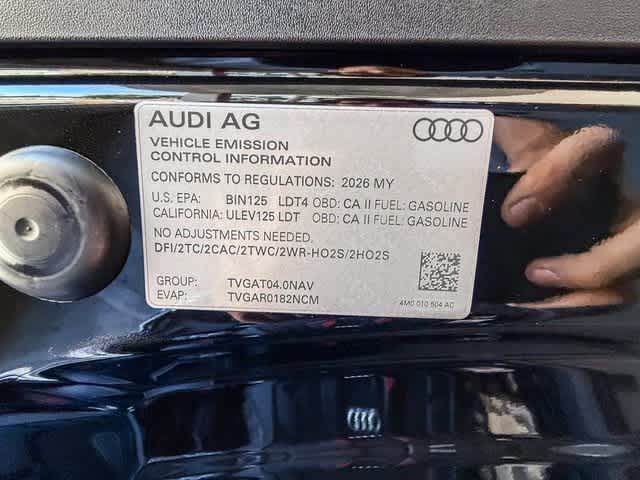 AUDI AG
VEHICLE EMISSION
CONTROL INFORMATION
CONFORMS TO REGULATIONS: 2026 MY
U.S. EPA: BIN125 LDT4 OBD: CA II FUEL: GASOLINE
CALIFORNIA: ULEV125 LDT OBD: CA II FUEL: GASOLINE
NO ADJUSTMENTS NEEDED.
DFI/2TC/2CAC/2TWC/2WR-HO2S/2HO2S
GROUP: TVGAT04.0NAV
EVAP: TVGAR0182NCM
4M0 010 604 AC